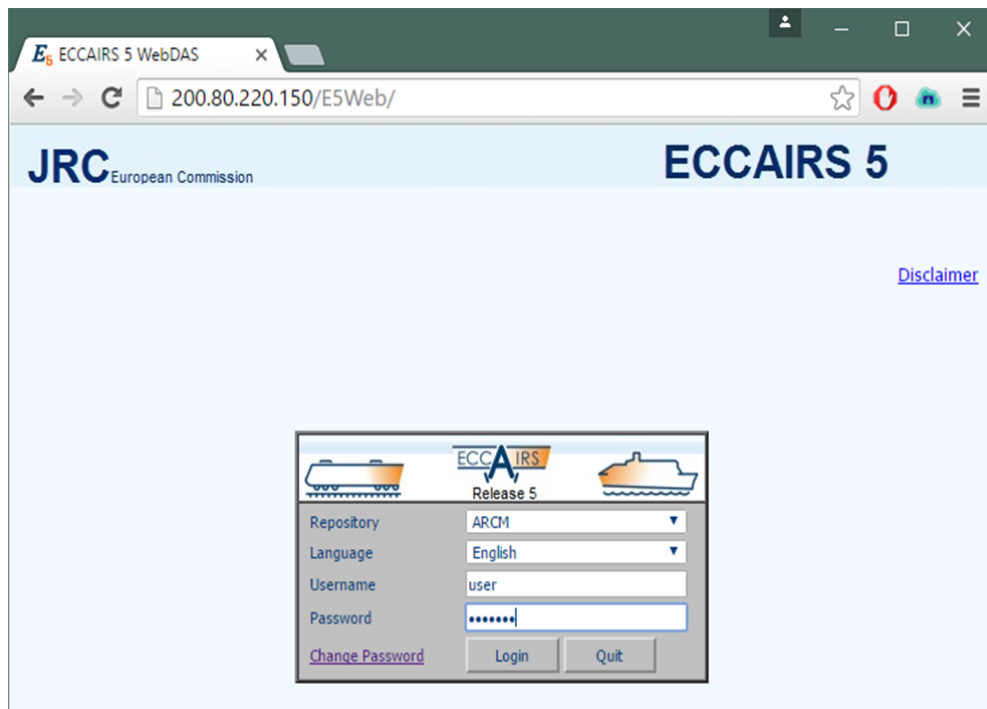 E5 ECCAIRS 5 WebDAS
200.80.220.150/E5Web/
JRC European Commission
ECCAIRS 5
Disclaimer
ECCAIRS
Release 5
Repository ARCM
Language English
Username user
Password •••••••
Change Password Login Quit